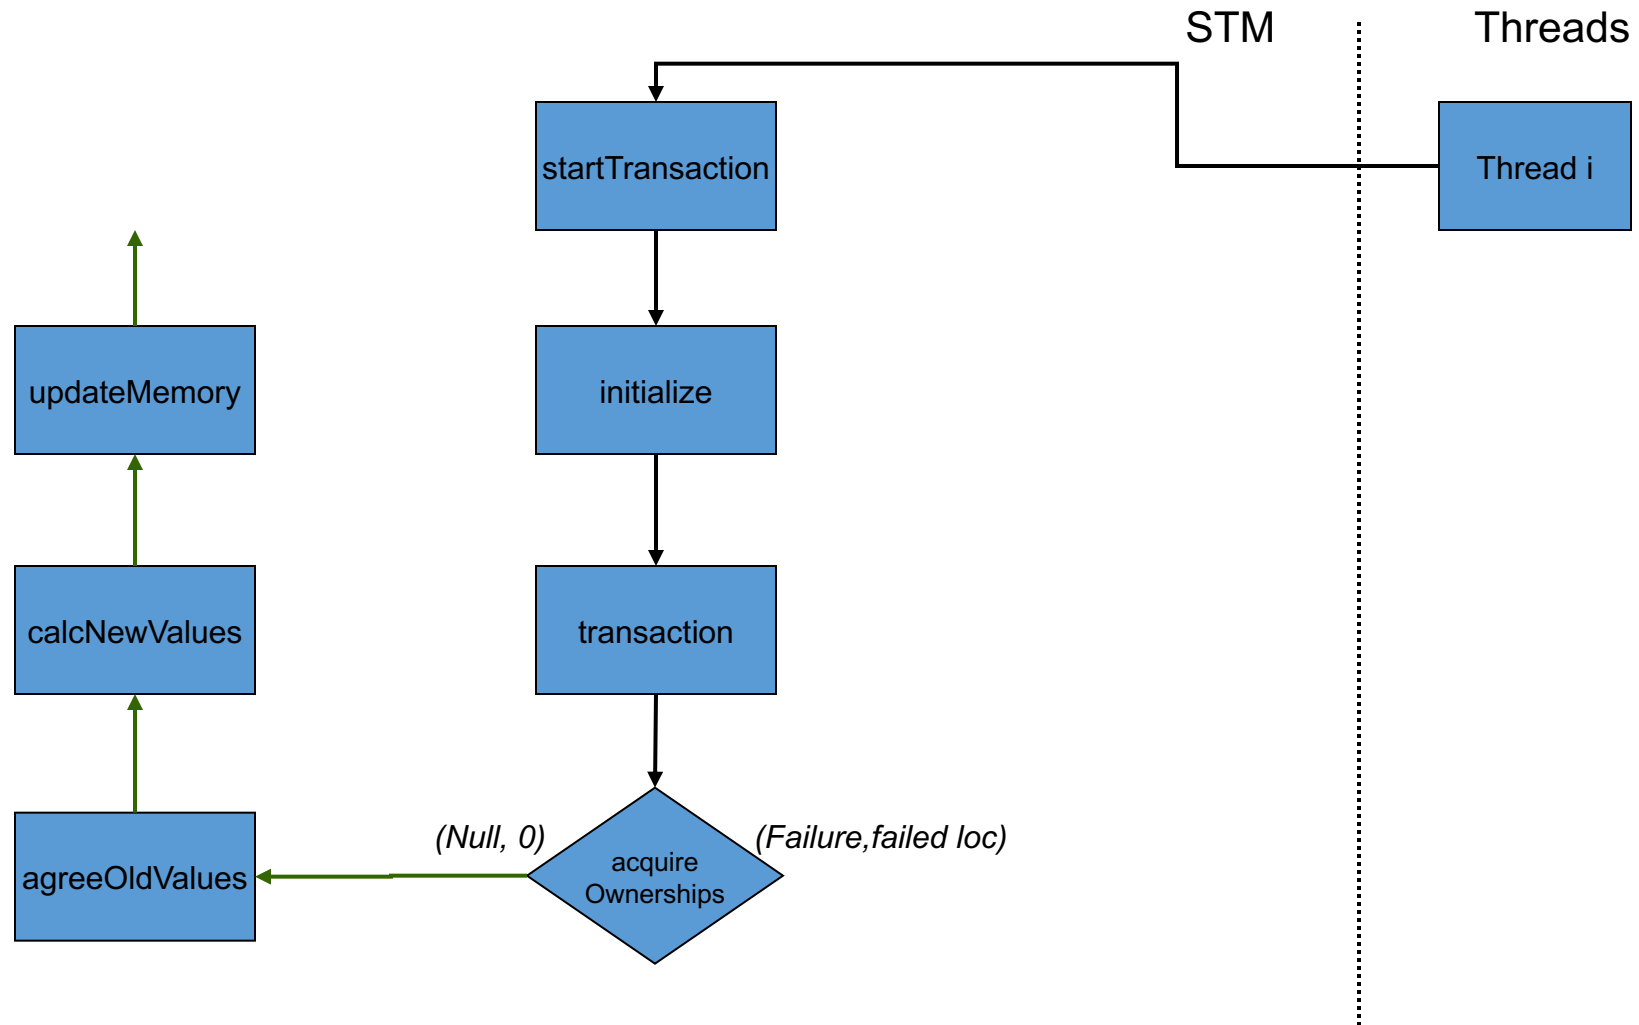 STM
Threads
startTransaction
Thread i
updateMemory
initialize
calcNewValues
transaction
(Null, 0)
(Failure,failed loc)
agreeOldValues
acquire
Ownerships